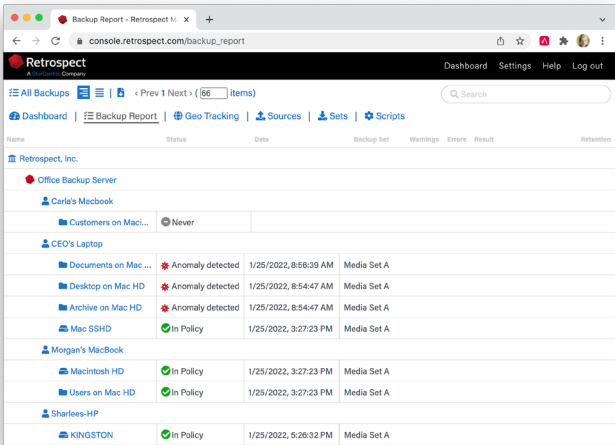 Backup Report - Retrospect M
console.retrospect.com/backup_report
Retrospect
A StorCentric Company
Dashboard Settings Help Log out
All Backups | ‹ Prev 1 Next › ( 66 items)
Search
Dashboard | Backup Report | Geo Tracking | Sources | Sets | Scripts
Name Status Date Backup Set Warnings Errors Result Retention
Retrospect, Inc.
Office Backup Server
Carla's Macbook
Customers on Maci... Never
CEO's Laptop
Documents on Mac ... Anomaly detected 1/25/2022, 8:56:39 AM Media Set A
Desktop on Mac HD Anomaly detected 1/25/2022, 8:54:47 AM Media Set A
Archive on Mac HD Anomaly detected 1/25/2022, 8:54:47 AM Media Set A
Mac SSHD In Policy 1/25/2022, 3:27:23 PM Media Set A
Morgan's MacBook
Macintosh HD In Policy 1/25/2022, 3:27:23 PM Media Set A
Users on Mac HD In Policy 1/25/2022, 3:27:23 PM Media Set A
Sharlees-HP
KINGSTON In Policy 1/25/2022, 5:26:32 PM Media Set A